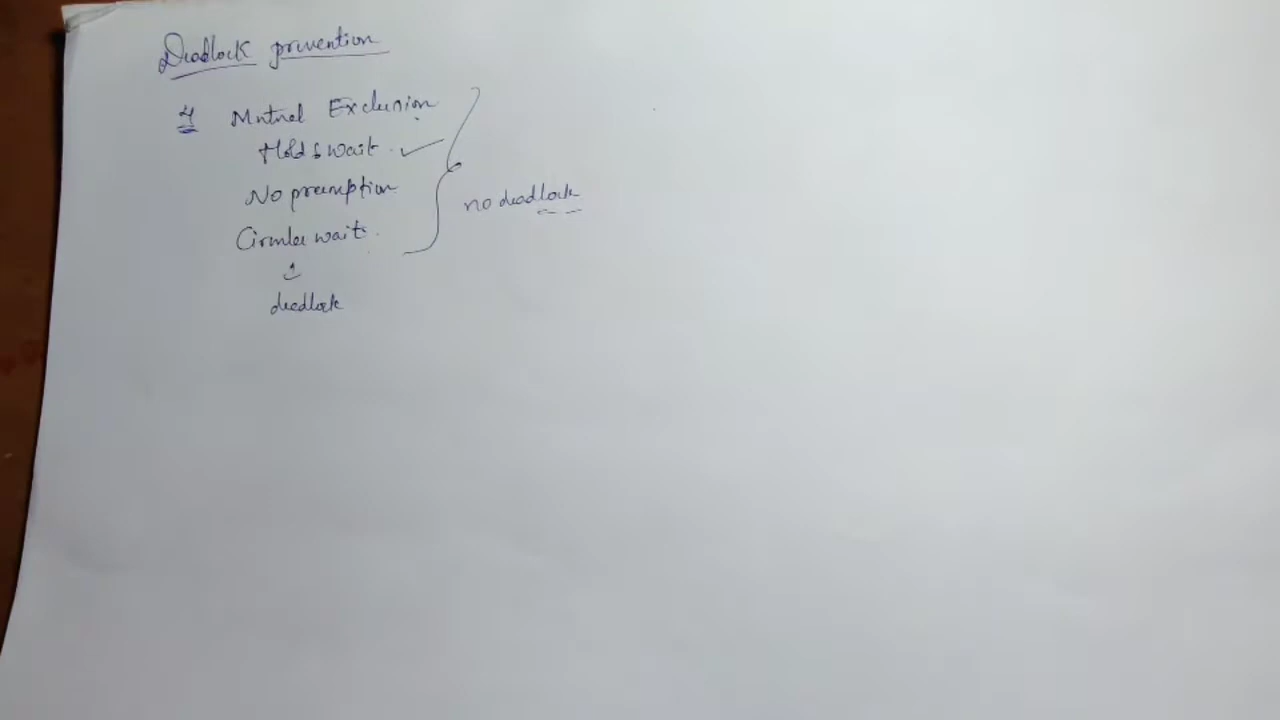 Deadlock prevention
4 Mutual Exclusion
Hold & wait
No preemption
Circular wait
no deadlock
deadlock